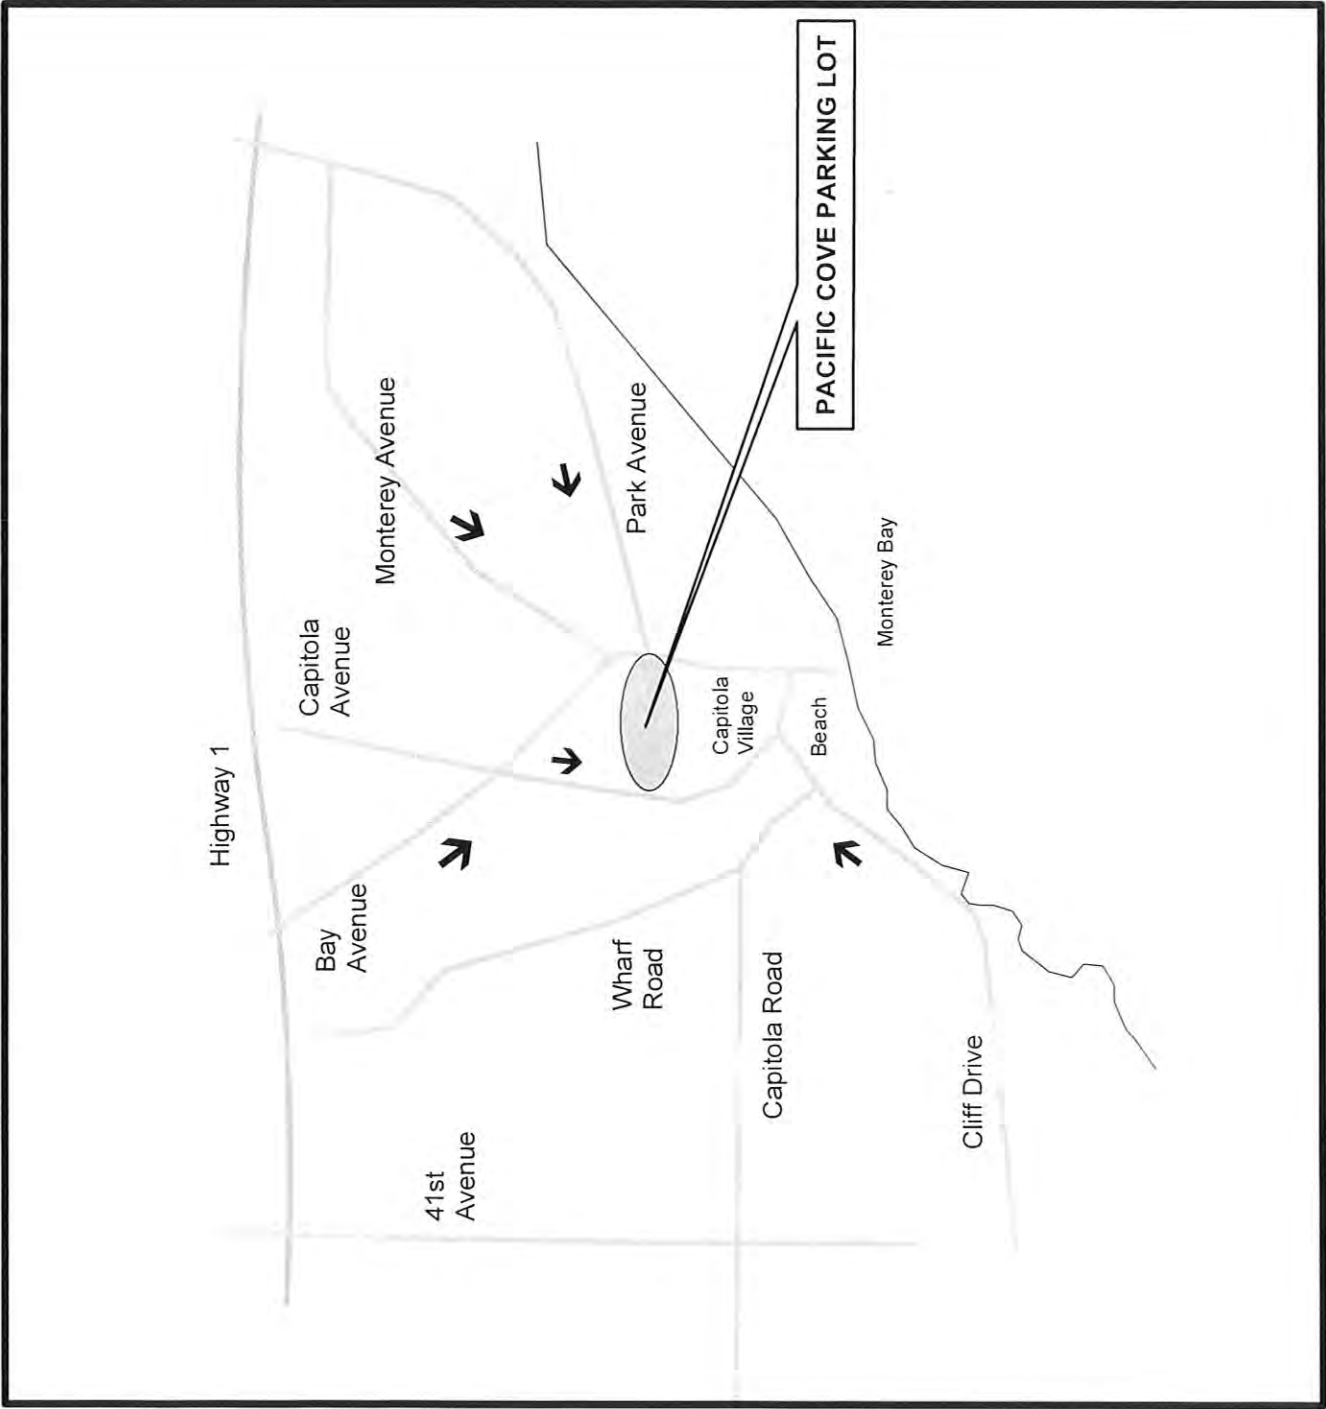 Highway 1
Capitola
Avenue
Bay
Avenue
Monterey Avenue
41st
Avenue
Park Avenue
Wharf
Road
Capitola
Village
Capitola Road
Beach
PACIFIC COVE PARKING LOT
Monterey Bay
Cliff Drive